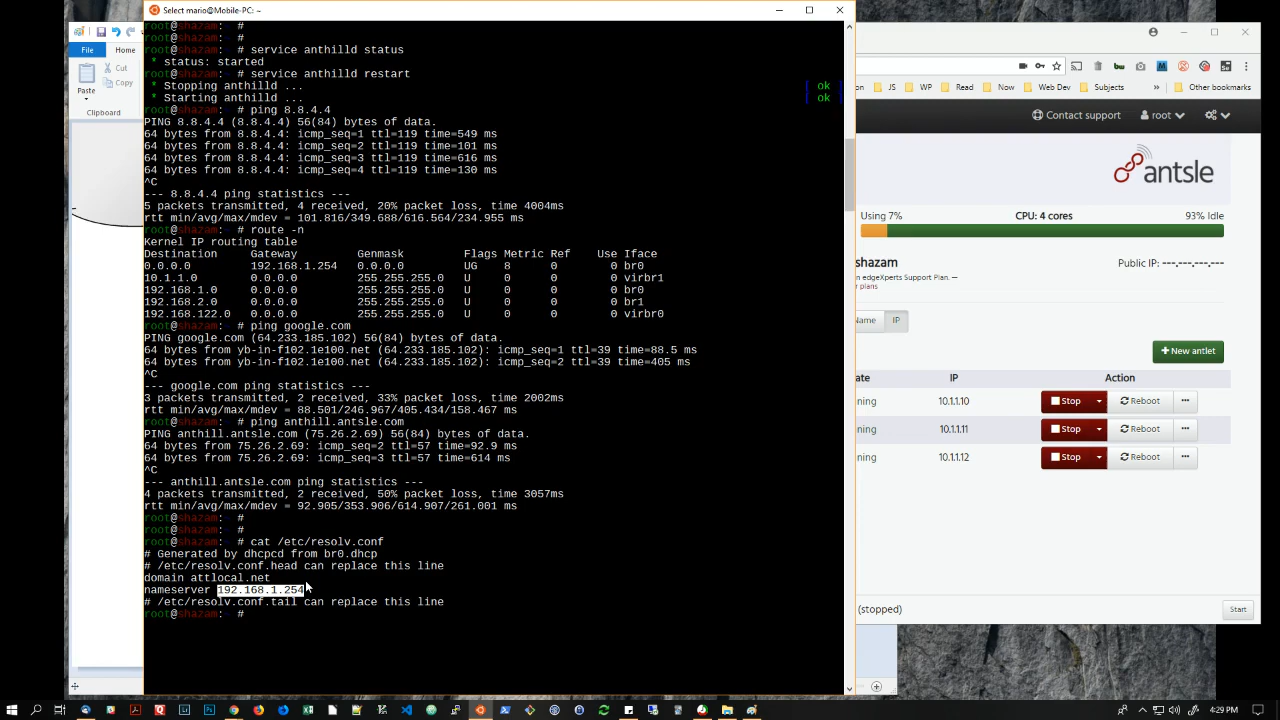 Select mario@Mobile-PC: ~
root@shazam: ~ #
root@shazam: ~ #
root@shazam: ~ # service anthilld status
 * status: started
root@shazam: ~ # service anthilld restart
 * Stopping anthilld ... [ ok ]
 * Starting anthilld ... [ ok ]
root@shazam: ~ # ping 8.8.4.4
PING 8.8.4.4 (8.8.4.4) 56(84) bytes of data.
64 bytes from 8.8.4.4: icmp_seq=1 ttl=119 time=549 ms
64 bytes from 8.8.4.4: icmp_seq=2 ttl=119 time=101 ms
64 bytes from 8.8.4.4: icmp_seq=3 ttl=119 time=616 ms
64 bytes from 8.8.4.4: icmp_seq=4 ttl=119 time=130 ms
^C
--- 8.8.4.4 ping statistics ---
5 packets transmitted, 4 received, 20% packet loss, time 4004ms
rtt min/avg/max/mdev = 101.816/349.688/616.564/234.955 ms
root@shazam: ~ # route -n
Kernel IP routing table
Destination Gateway Genmask Flags Metric Ref Use Iface
0.0.0.0 192.168.1.254 0.0.0.0 UG 8 0 0 br0
10.1.1.0 0.0.0.0 255.255.255.0 U 0 0 0 virbr1
192.168.1.0 0.0.0.0 255.255.255.0 U 0 0 0 br0
192.168.2.0 0.0.0.0 255.255.255.0 U 0 0 0 br1
192.168.122.0 0.0.0.0 255.255.255.0 U 0 0 0 virbr0
root@shazam: ~ # ping google.com
PING google.com (64.233.185.102) 56(84) bytes of data.
64 bytes from yb-in-f102.1e100.net (64.233.185.102): icmp_seq=1 ttl=39 time=88.5 ms
64 bytes from yb-in-f102.1e100.net (64.233.185.102): icmp_seq=2 ttl=39 time=405 ms
^C
--- google.com ping statistics ---
3 packets transmitted, 2 received, 33% packet loss, time 2002ms
rtt min/avg/max/mdev = 88.501/246.967/405.434/158.467 ms
root@shazam: ~ # ping anthill.antsle.com
PING anthill.antsle.com (75.26.2.69) 56(84) bytes of data.
64 bytes from 75.26.2.69: icmp_seq=2 ttl=57 time=92.9 ms
64 bytes from 75.26.2.69: icmp_seq=3 ttl=57 time=614 ms
^C
--- anthill.antsle.com ping statistics ---
4 packets transmitted, 2 received, 50% packet loss, time 3057ms
rtt min/avg/max/mdev = 92.905/353.906/614.907/261.001 ms
root@shazam: ~ #
root@shazam: ~ #
root@shazam: ~ # cat /etc/resolv.conf
# Generated by dhcpcd from br0.dhcp
# /etc/resolv.conf.head can replace this line
domain attlocal.net
nameserver 192.168.1.254
# /etc/resolv.conf.tail can replace this line
root@shazam: ~ #
File Home
Cut
Copy
Paste
Clipboard
on JS WP Read Now Web Dev Subjects » Other bookmarks
Contact support root
antsle
Using 7% CPU: 4 cores 93% Idle
shazam Public IP: ---.---.---.---
n edgeXperts Support Plan. —
r plans
Name IP
+ New antlet
ate IP Action
ning 10.1.1.10 Stop Reboot ...
ning 10.1.1.11 Stop Reboot ...
ning 10.1.1.12 Stop Reboot ...
(stopped) Start
4:29 PM